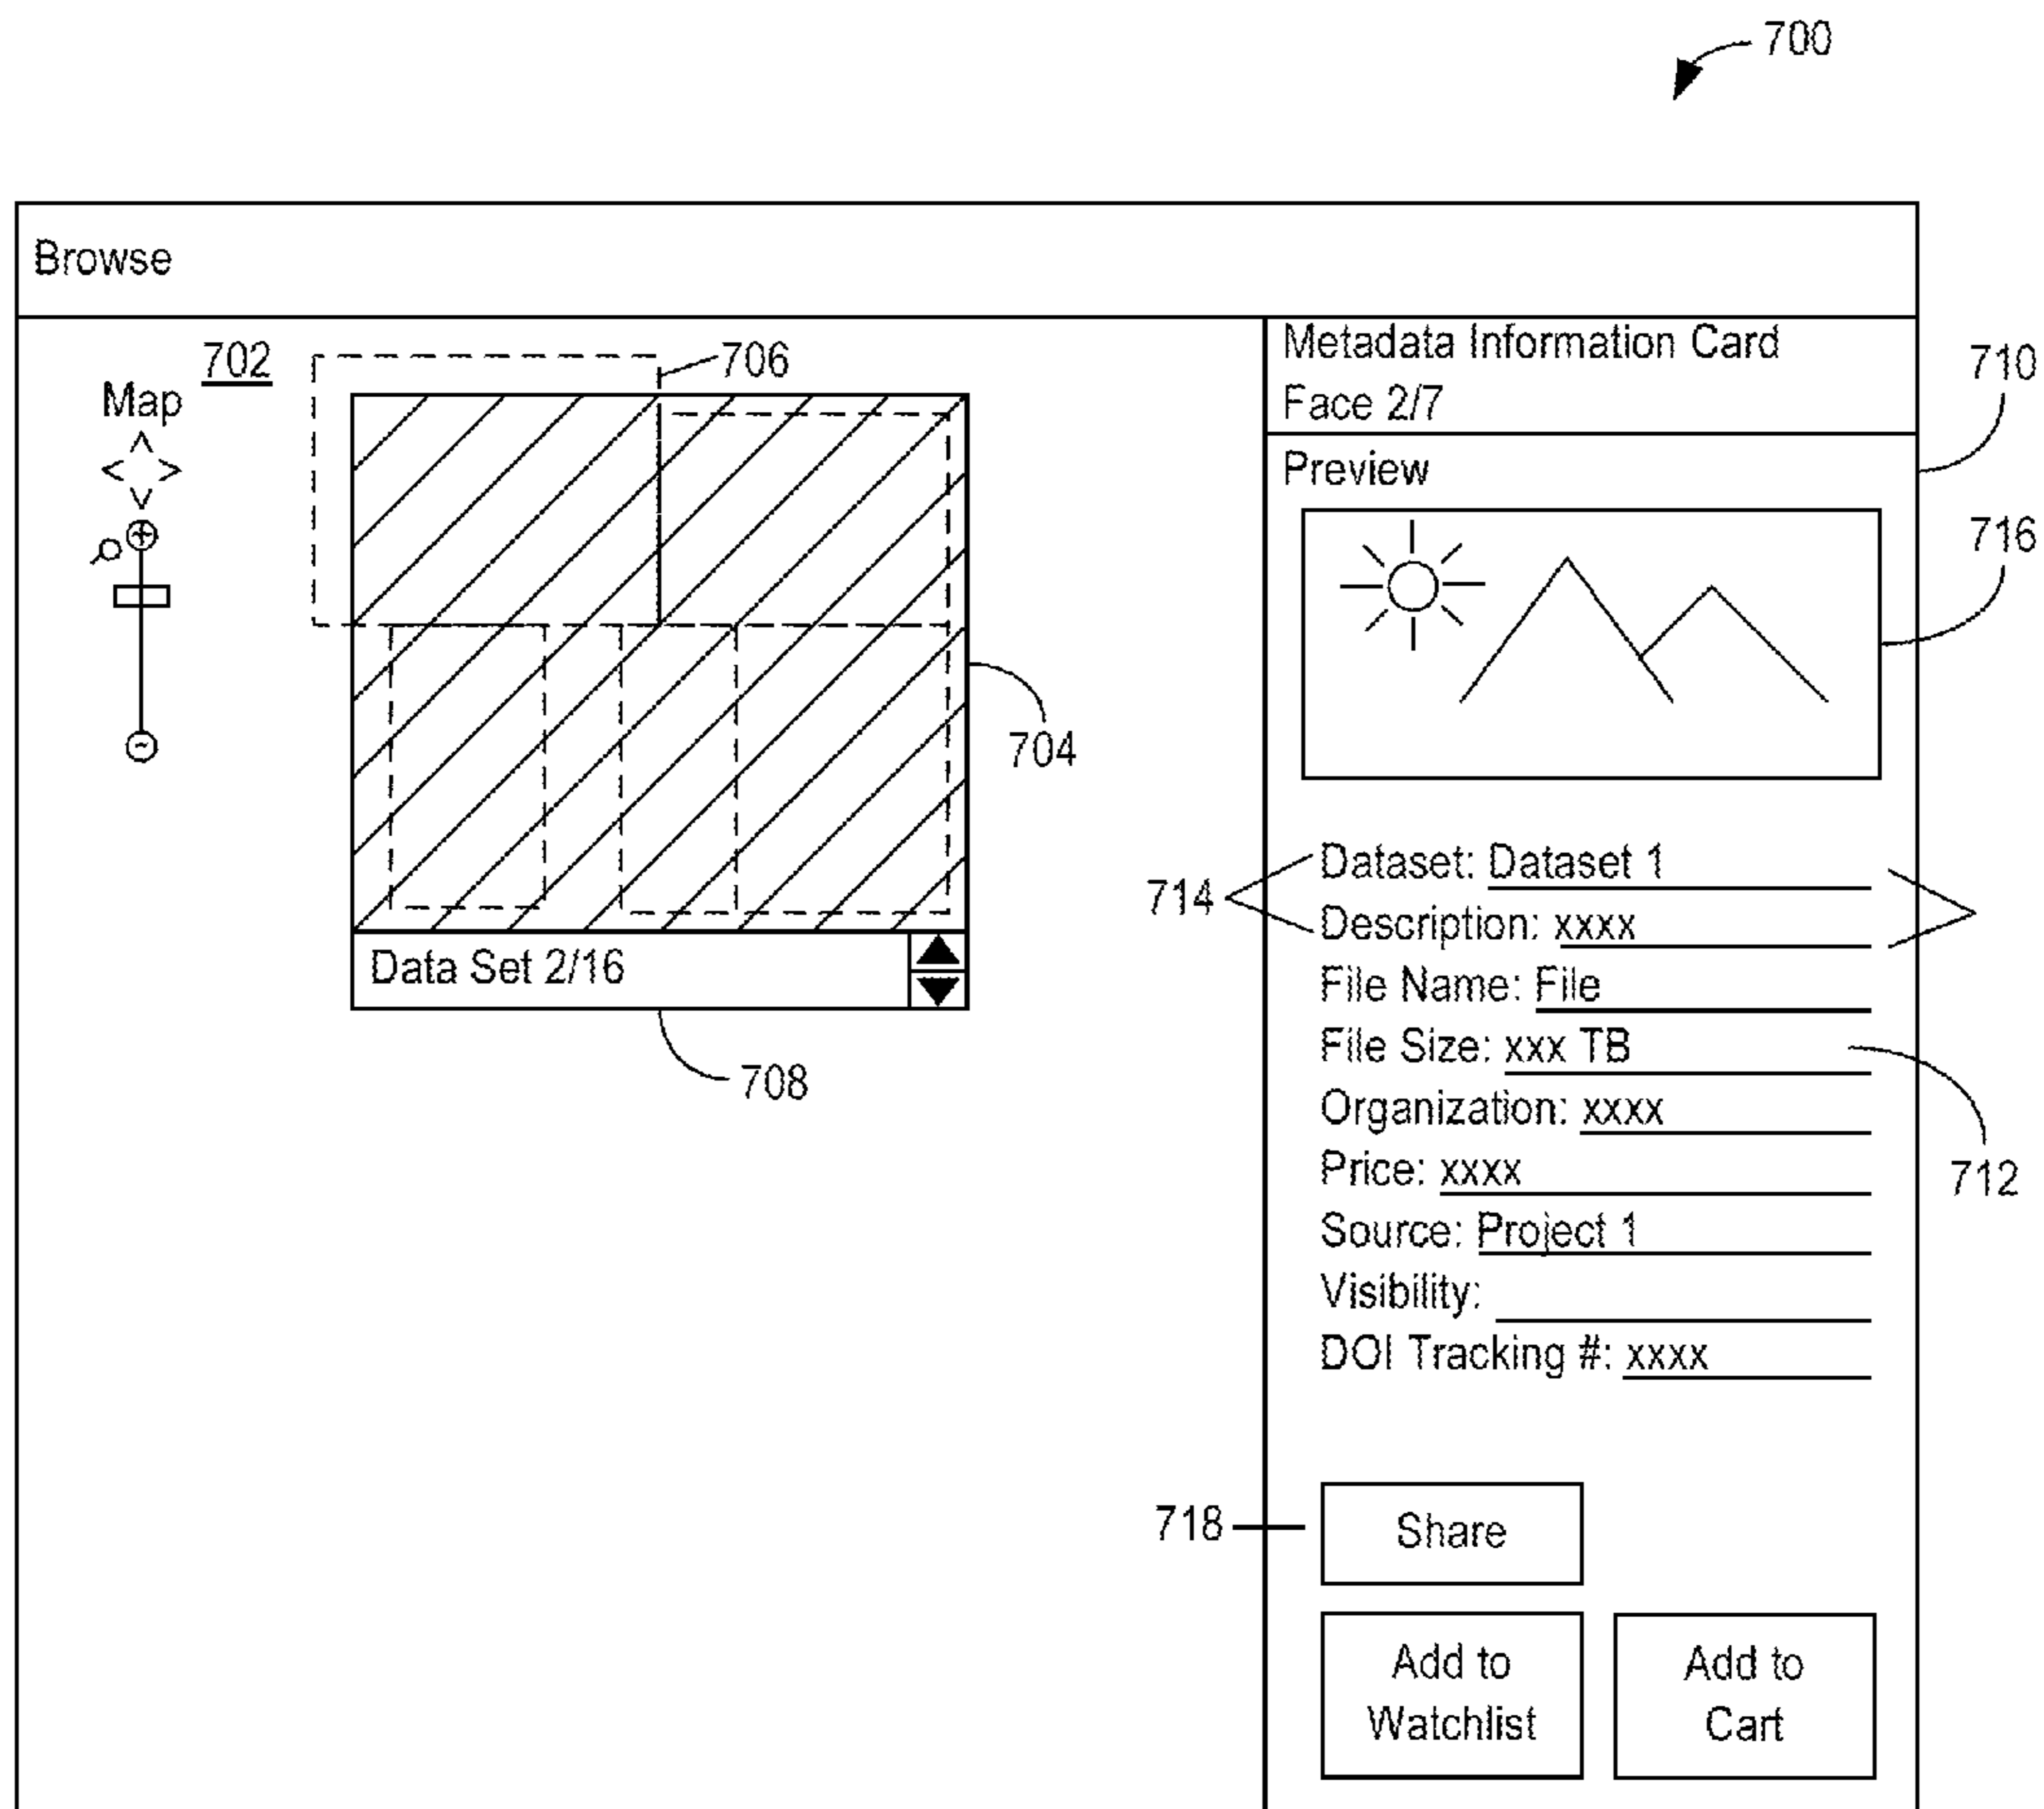 700
Browse
702
Map
706
Data Set 2/16
704
708
Metadata Information Card
Face 2/7
710
Preview
716
714
Dataset: Dataset 1
Description: xxxx
File Name: File
File Size: xxx TB
Organization: xxxx
712
Price: xxxx
Source: Project 1
Visibility:
DOI Tracking #: xxxx
718
Share
Add to
Watchlist
Add to
Cart